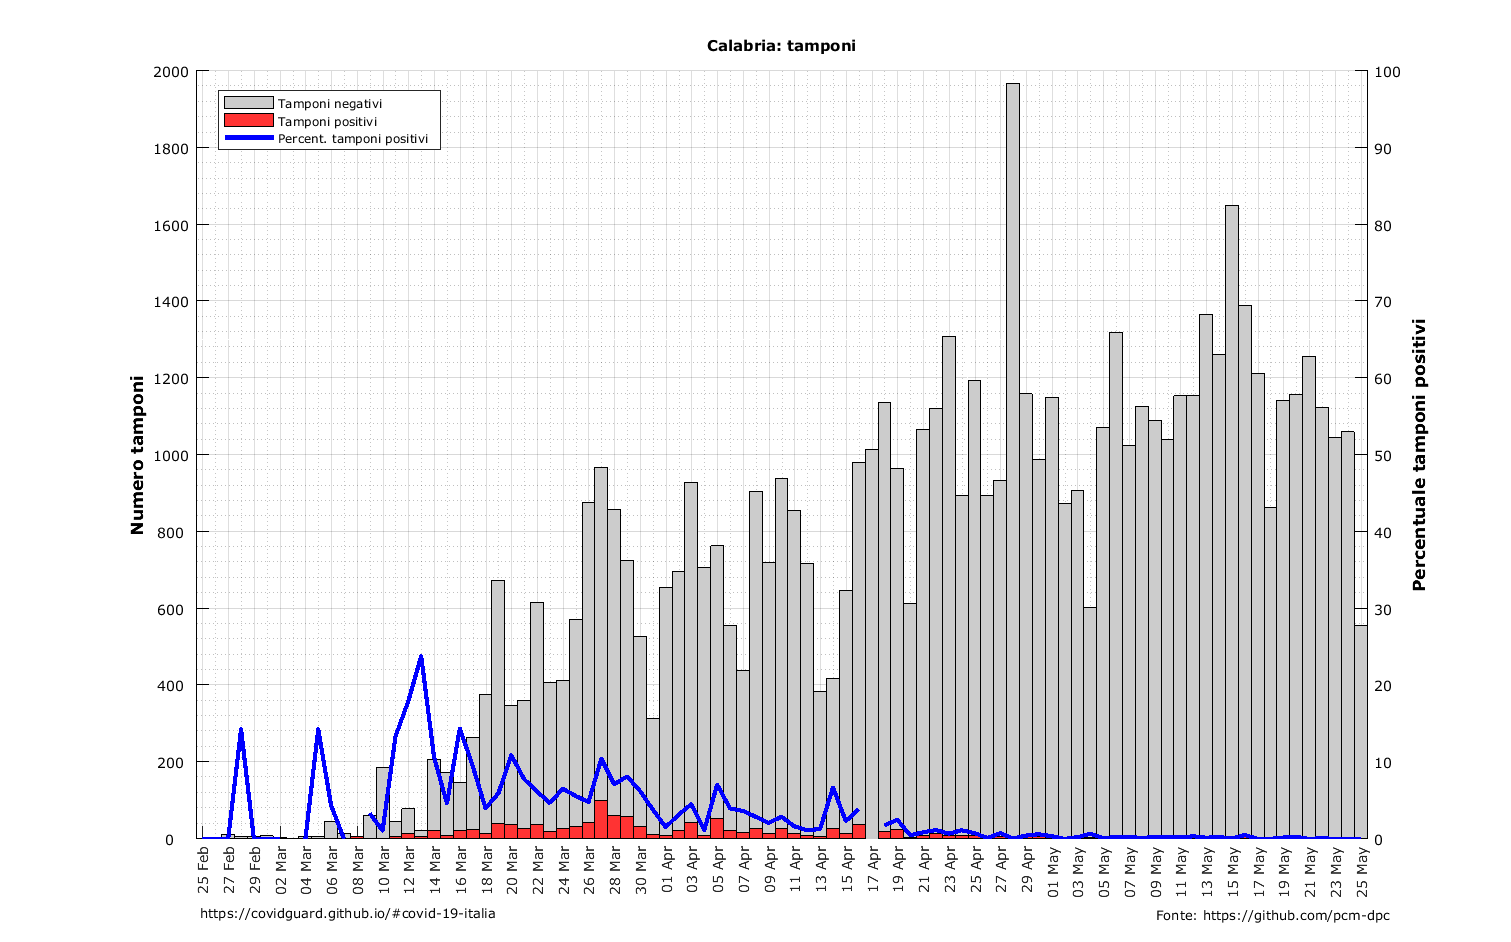 Calabria: tamponi
Tamponi negativi
Tamponi positivi
Percent. tamponi positivi
Numero tamponi
2000
1800
1600
1400
1200
1000
800
600
400
200
0
Percentuale tamponi positivi
100
90
80
70
60
50
40
30
20
10
0
25 Feb
27 Feb
29 Feb
02 Mar
04 Mar
06 Mar
08 Mar
10 Mar
12 Mar
14 Mar
16 Mar
18 Mar
20 Mar
22 Mar
24 Mar
26 Mar
28 Mar
30 Mar
01 Apr
03 Apr
05 Apr
07 Apr
09 Apr
11 Apr
13 Apr
15 Apr
17 Apr
19 Apr
21 Apr
23 Apr
25 Apr
27 Apr
29 Apr
01 May
03 May
05 May
07 May
09 May
11 May
13 May
15 May
17 May
19 May
21 May
23 May
25 May
https://covidguard.github.io/#covid-19-italia
Fonte: https://github.com/pcm-dpc